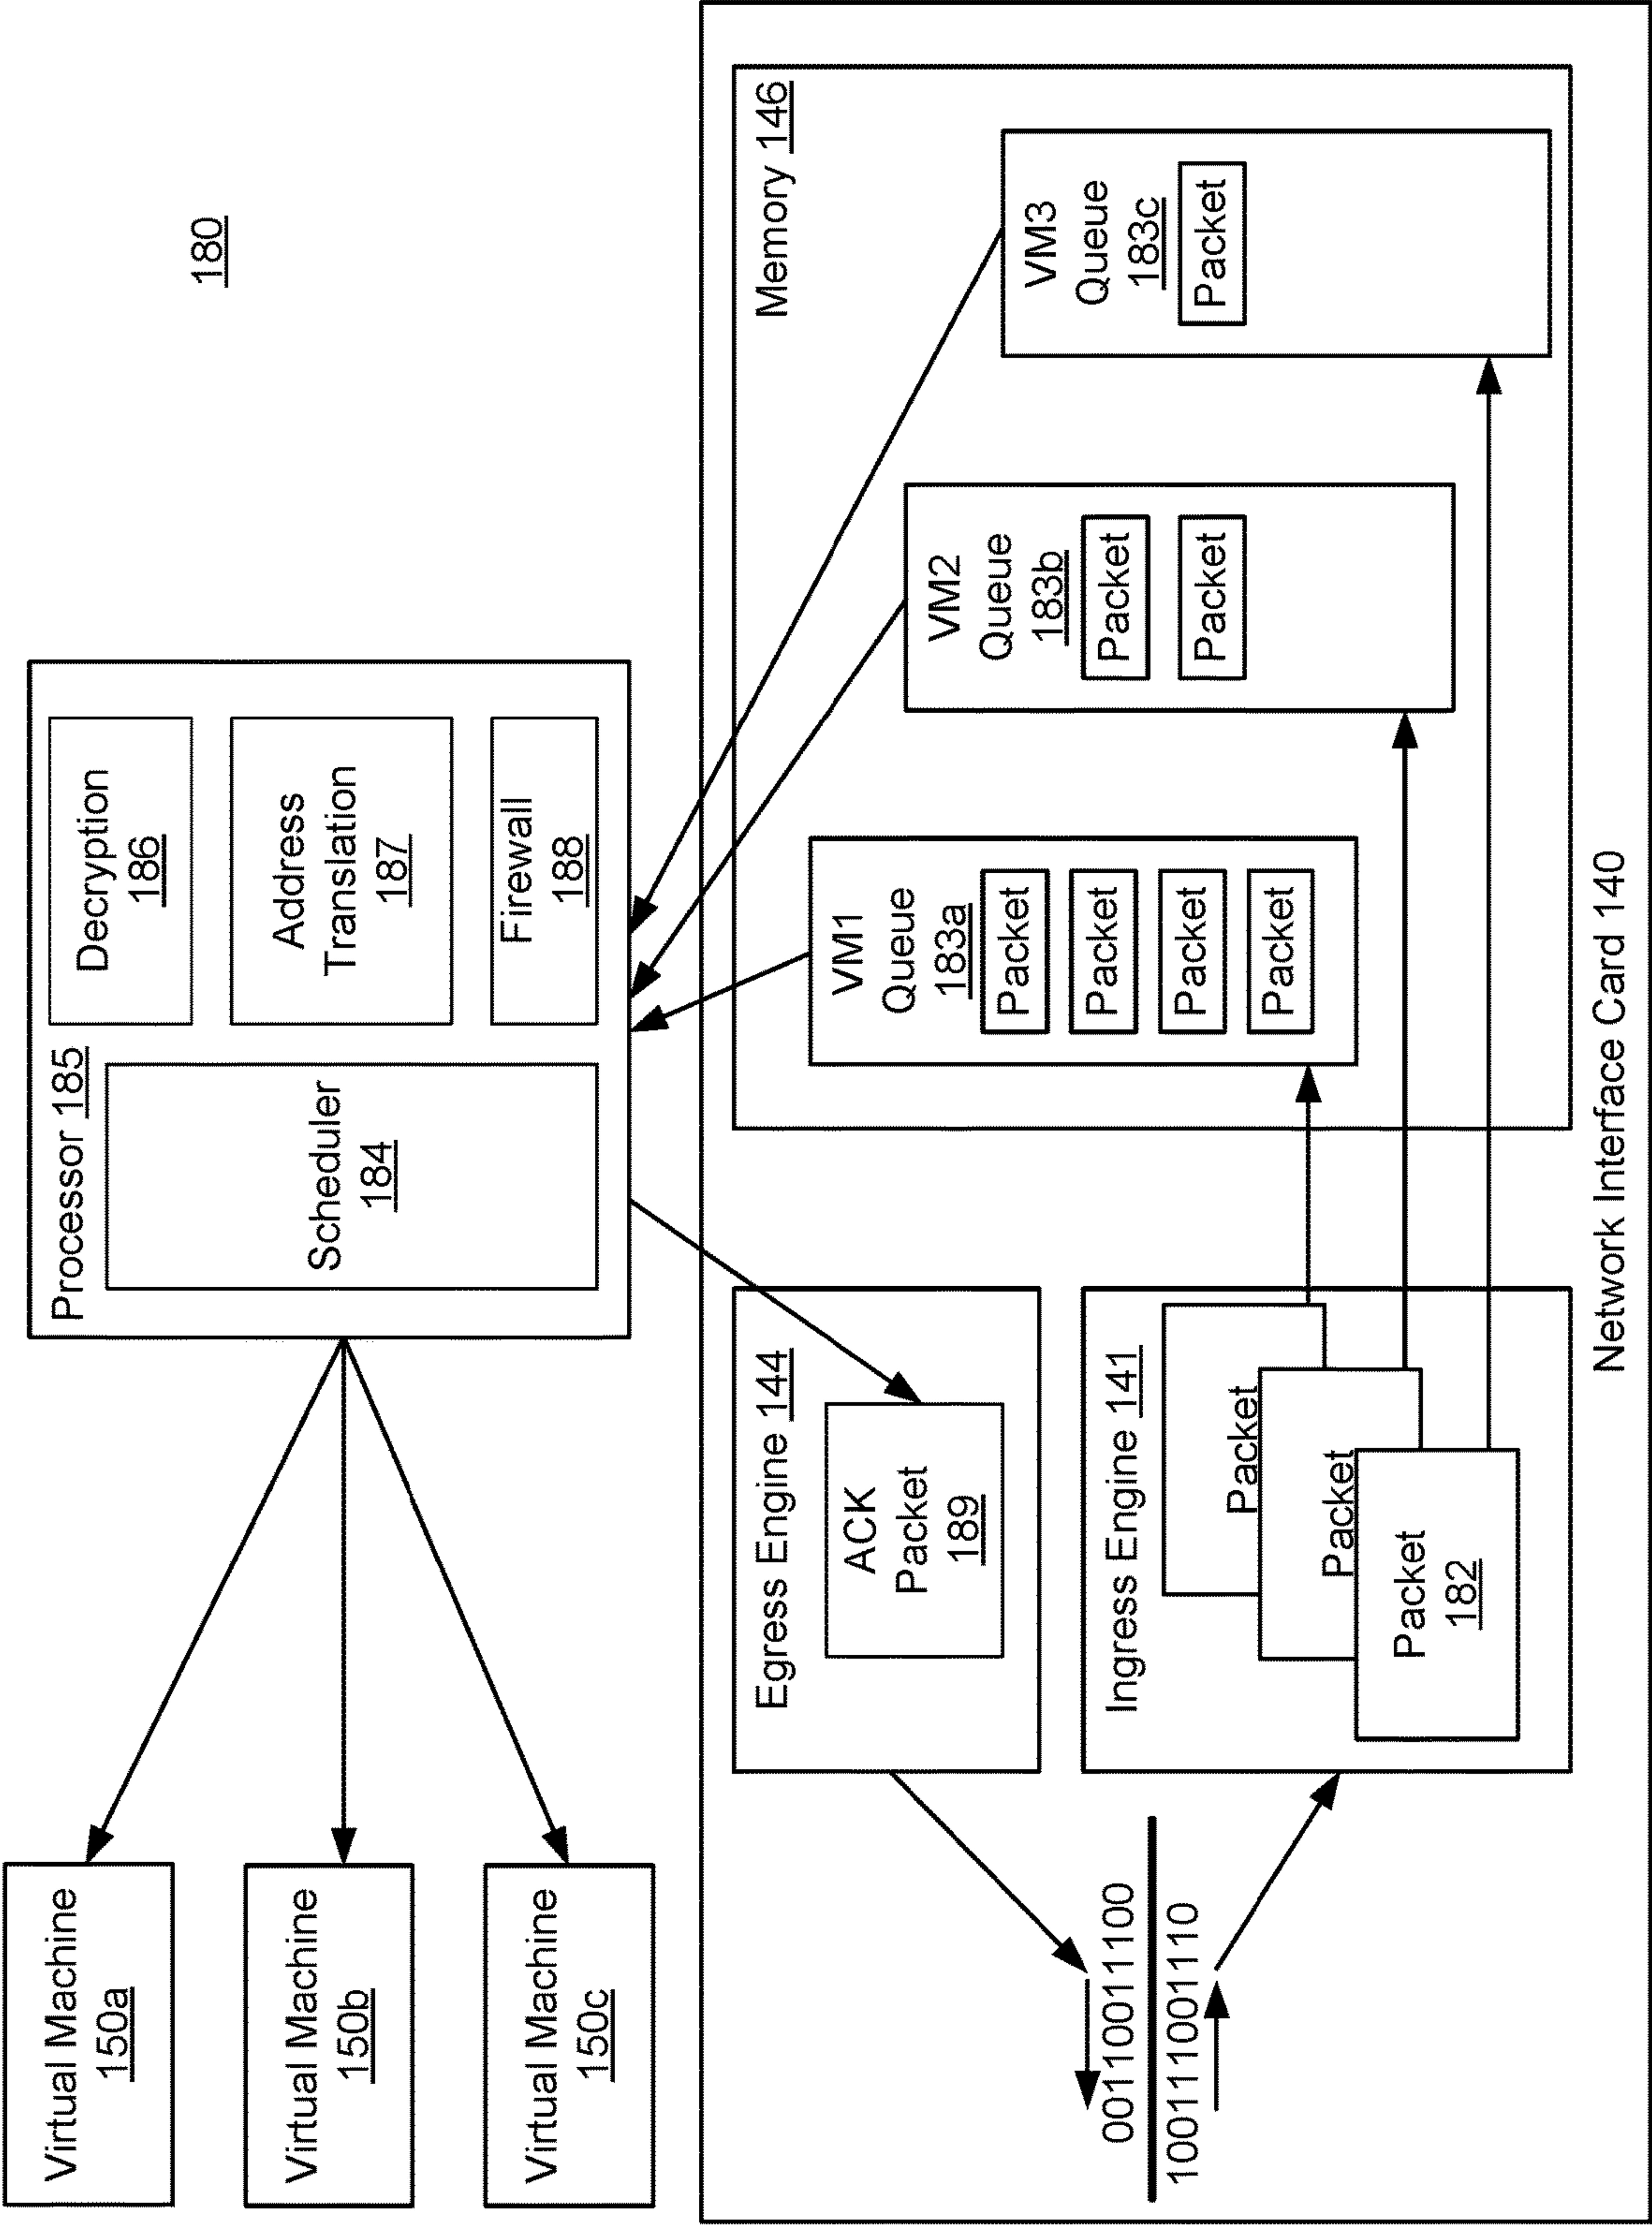 180
Virtual Machine
150a
Virtual Machine
150b
Virtual Machine
150c
Processor 185
Scheduler
184
Decryption
186
Address
Translation
187
Firewall
188
Egress Engine 144
ACK
Packet
189
Ingress Engine 141
Packet
Packet
Packet
182
00110011100
100111001110
Memory 146
VM1
Queue
183a
Packet
Packet
Packet
Packet
VM2
Queue
183b
Packet
Packet
VM3
Queue
183c
Packet
Network Interface Card 140